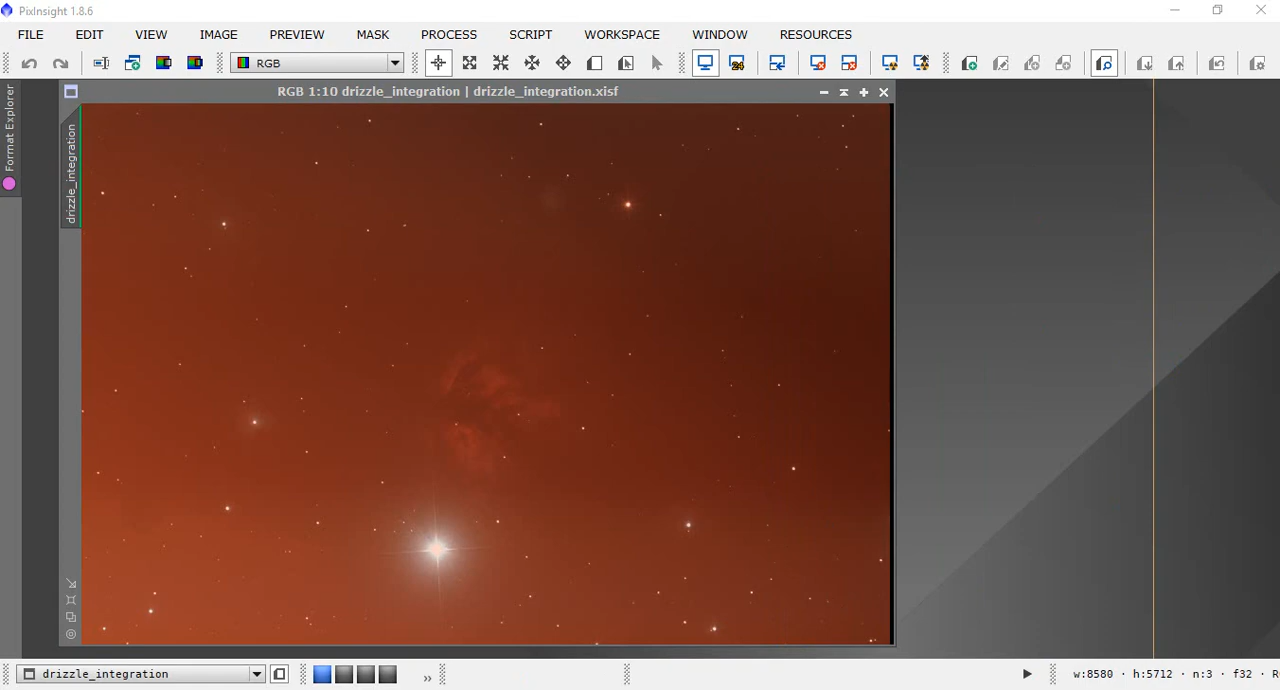 PixInsight 1.8.6
FILE EDIT VIEW IMAGE PREVIEW MASK PROCESS SCRIPT WORKSPACE WINDOW RESOURCES
RGB
24
Format Explorer
RGB 1:10 drizzle_integration | drizzle_integration.xisf
drizzle_integration
drizzle_integration
w:8580 · h:5712 · n:3 · f32 · R